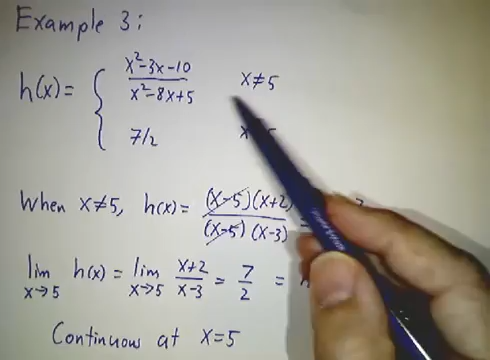 Example 3:
h(x) = { x²-3x-10 / x²-8x+5   x≠5
7/2   x 5
When x≠5, h(x) = (x-5)(x+2) / (x-5)(x-3)
lim x→5 h(x) = lim x→5 x+2 / x-3 = 7/2 =
Continuous at x=5